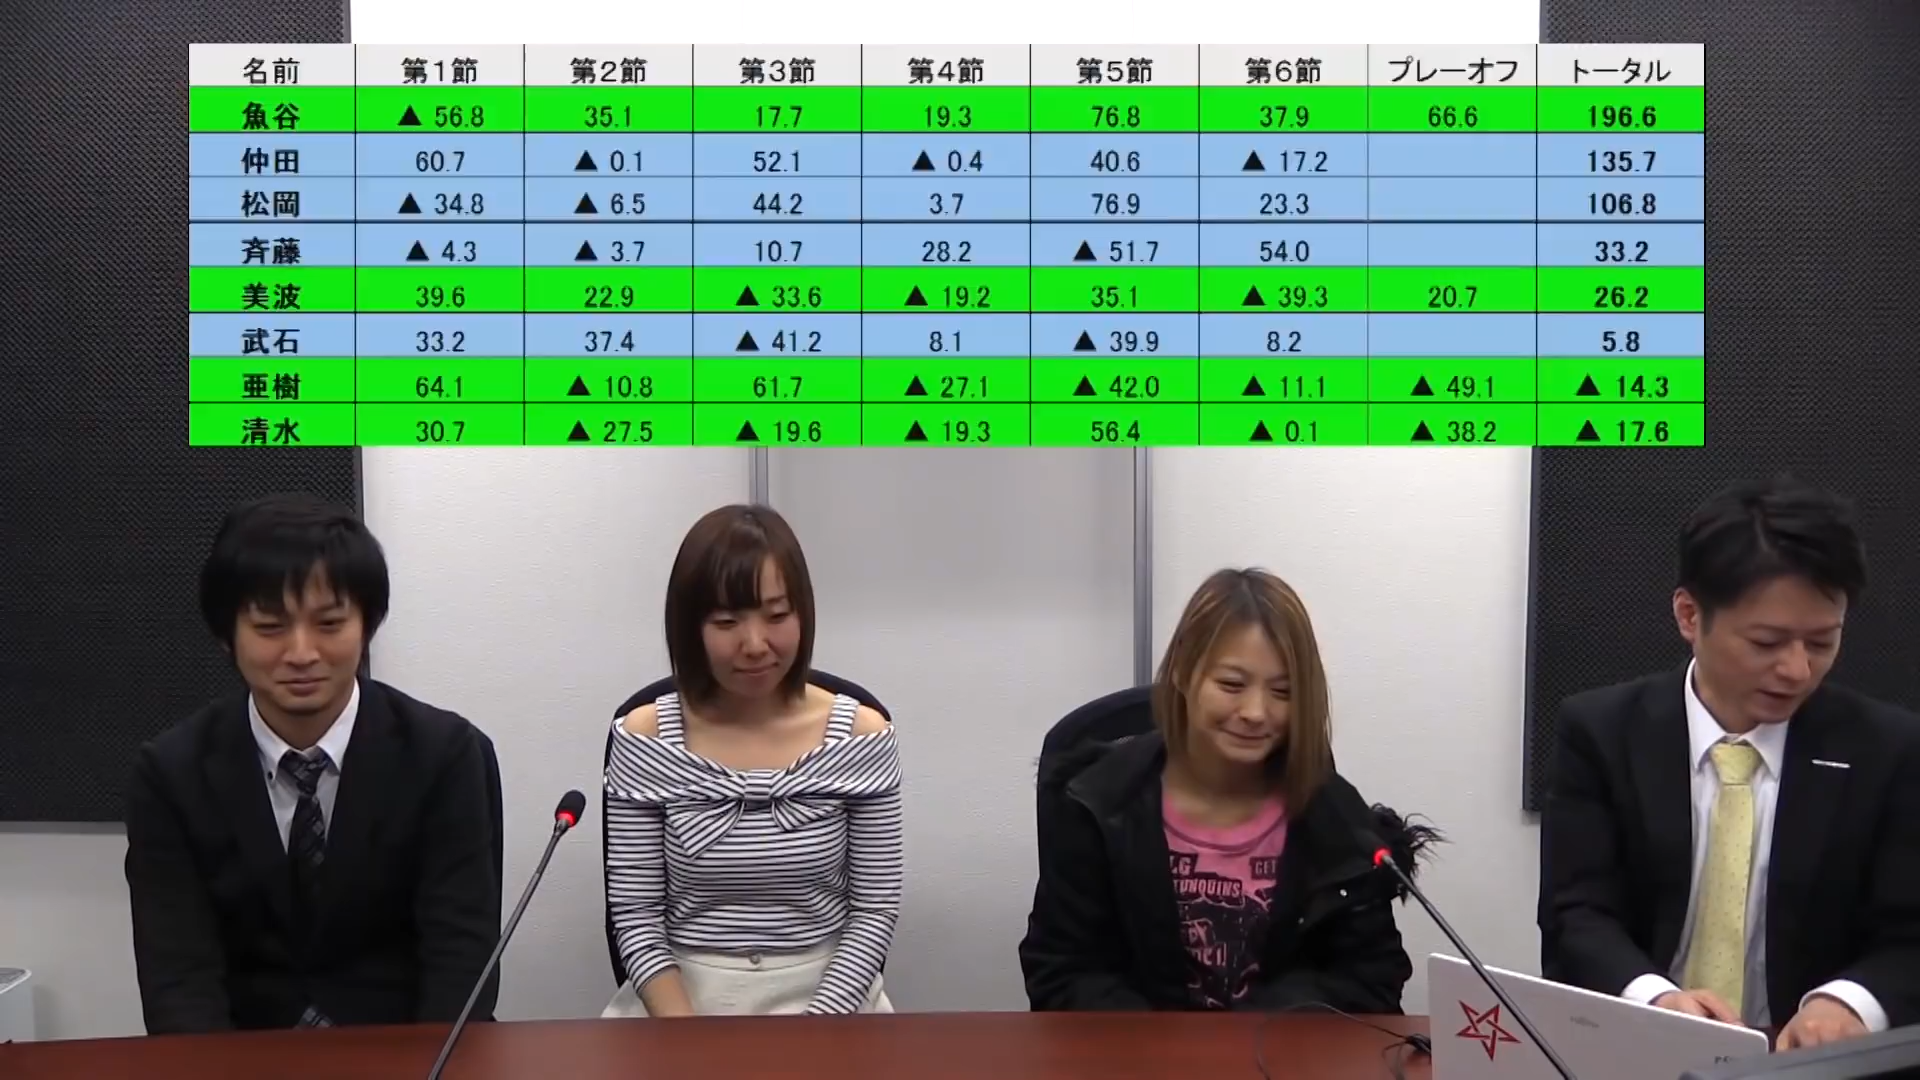 名前 第1節 第2節 第3節 第4節 第5節 第6節 プレーオフ トータル
魚谷 ▲ 56.8 35.1 17.7 19.3 76.8 37.9 66.6 196.6
仲田 60.7 ▲ 0.1 52.1 ▲ 0.4 40.6 ▲ 17.2 135.7
松岡 ▲ 34.8 ▲ 6.5 44.2 3.7 76.9 23.3 106.8
斉藤 ▲ 4.3 ▲ 3.7 10.7 28.2 ▲ 51.7 54.0 33.2
美波 39.6 22.9 ▲ 33.6 ▲ 19.2 35.1 ▲ 39.3 20.7 26.2
武石 33.2 37.4 ▲ 41.2 8.1 ▲ 39.9 8.2 5.8
亜樹 64.1 ▲ 10.8 61.7 ▲ 27.1 ▲ 42.0 ▲ 11.1 ▲ 49.1 ▲ 14.3
清水 30.7 ▲ 27.5 ▲ 19.6 ▲ 19.3 56.4 ▲ 0.1 ▲ 38.2 ▲ 17.6